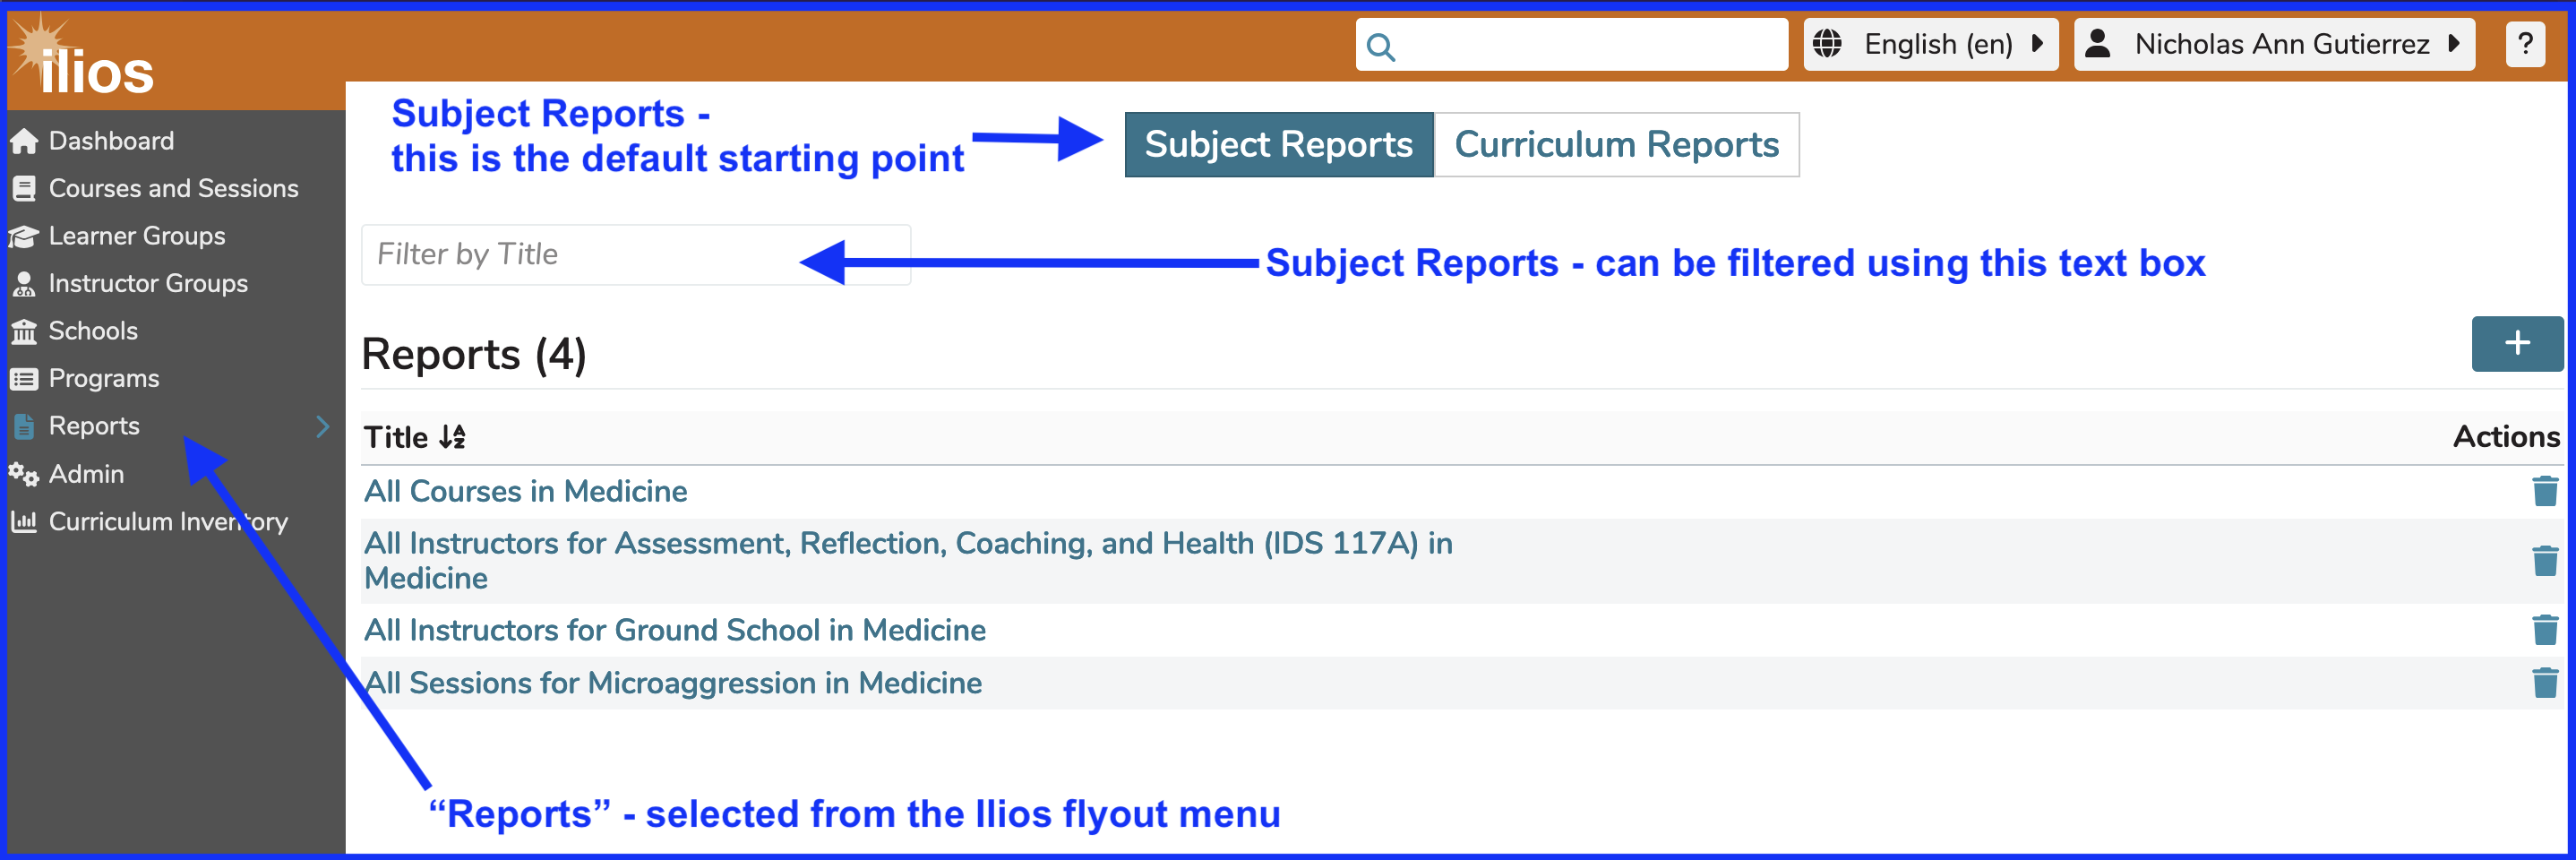 ilios
English (en)
Nicholas Ann Gutierrez
?
Dashboard
Courses and Sessions
Learner Groups
Instructor Groups
Schools
Programs
Reports
Admin
Curriculum Inventory
Subject Reports -
this is the default starting point
Subject Reports
Curriculum Reports
Filter by Title
Subject Reports - can be filtered using this text box
Reports (4)
+
Title
Actions
All Courses in Medicine
All Instructors for Assessment, Reflection, Coaching, and Health (IDS 117A) in
Medicine
All Instructors for Ground School in Medicine
All Sessions for Microaggression in Medicine
“Reports” - selected from the Ilios flyout menu